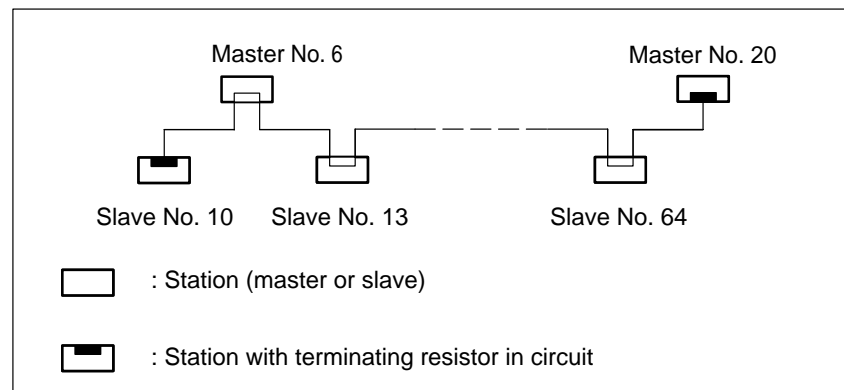 Master No. 6
Master No. 20
Slave No. 10
Slave No. 13
Slave No. 64
: Station (master or slave)
: Station with terminating resistor in circuit